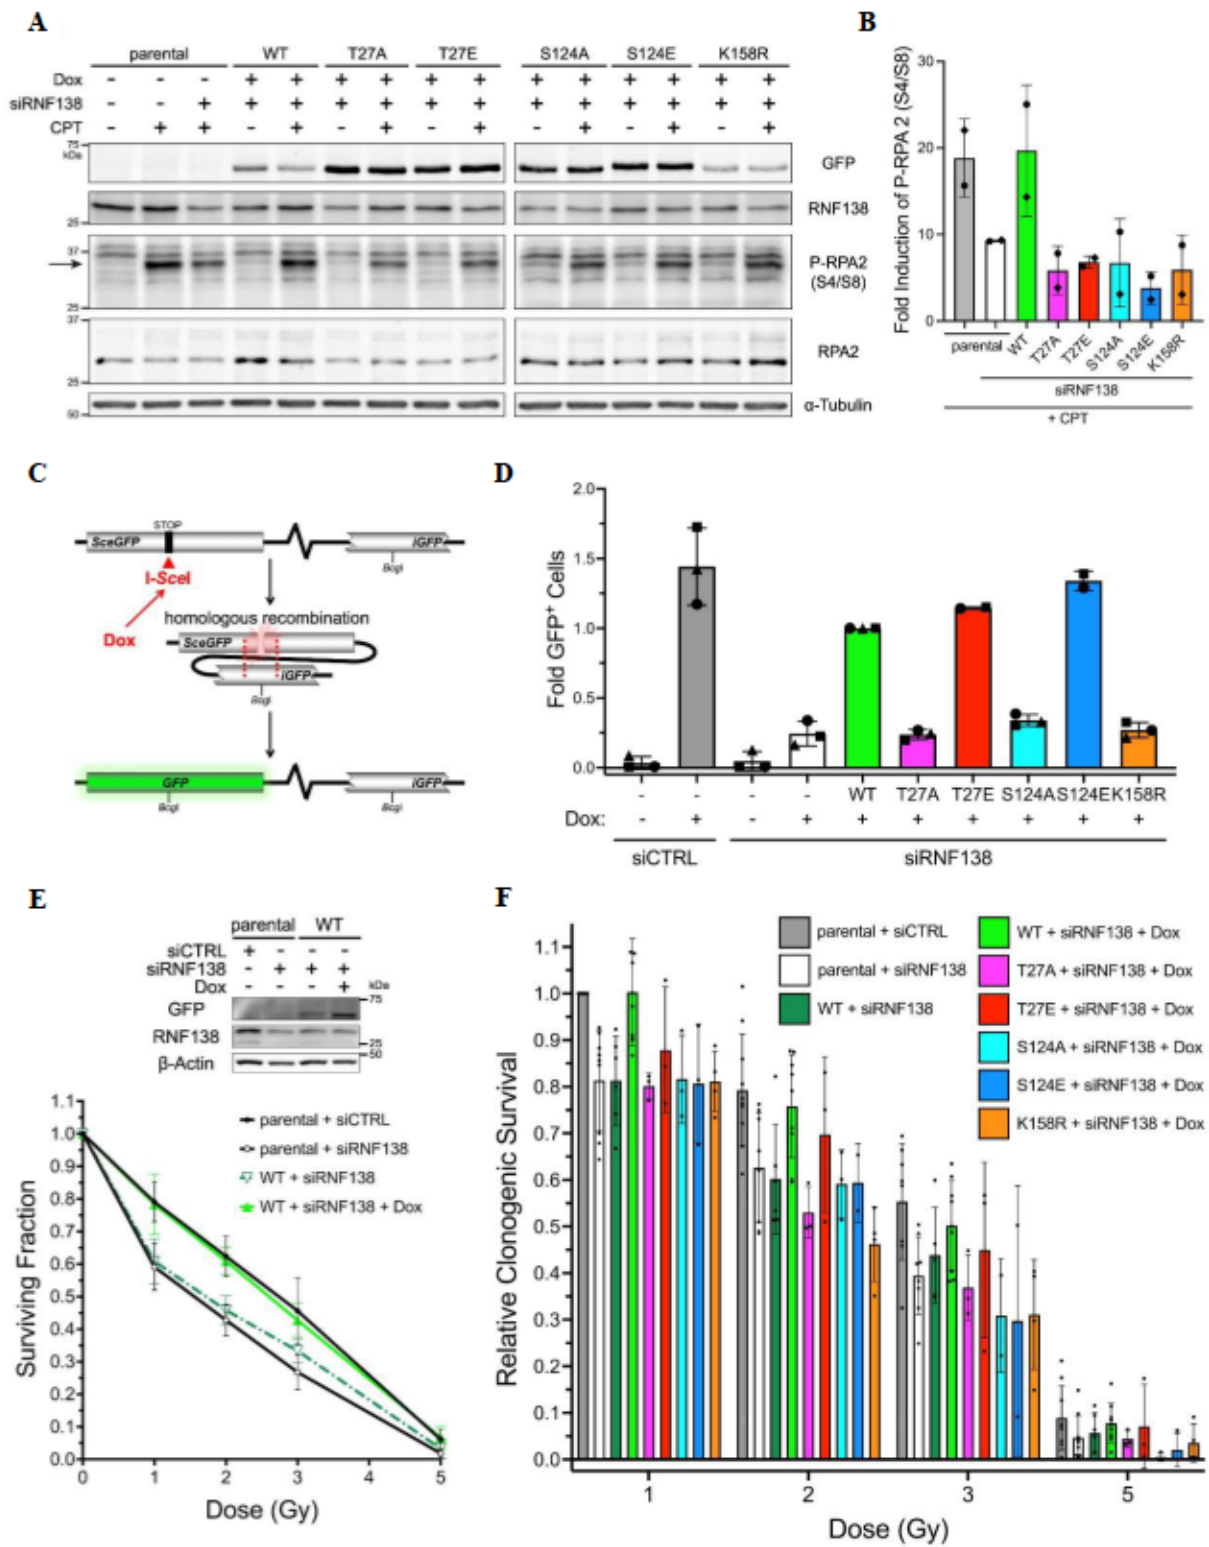 A
parental WT T27A T27E S124A S124E K158R
Dox - - - + + + + + + + + + + + +
siRNF138 - - + + + + + + + + + + + + +
CPT - + + - + - + - + - + - + - +
75
kDa
GFP
RNF138
25
37
P-RPA2
(S4/S8)
25
37
RPA2
25
α-Tubulin
50
B
Fold Induction of P-RPA 2 (S4/S8)
30
20
10
0
parental WT T27A T27E S124A S124E K158R
siRNF138
+ CPT
C
STOP
SceGFP iGFP
BcgI
I-SceI
homologous recombination
Dox
SceGFP
iGFP
BcgI
GFP iGFP
BcgI BcgI
D
Fold GFP+ Cells
2.0
1.5
1.0
0.5
0.0
- - - - WT T27A T27E S124A S124E K158R
Dox: - + - + + + + + + +
siCTRL siRNF138
E
parental WT
siCTRL + - - -
siRNF138 - + + +
Dox - - - + kDa
GFP 75
RNF138
25
β-Actin 50
Surviving Fraction
1.1
1.0
0.9
0.8
0.7
0.6
0.5
0.4
0.3
0.2
0.1
0.0
parental + siCTRL
parental + siRNF138
WT + siRNF138
WT + siRNF138 + Dox
0 1 2 3 4 5
Dose (Gy)
F
Relative Clonogenic Survival
1.1
1.0
0.9
0.8
0.7
0.6
0.5
0.4
0.3
0.2
0.1
0.0
parental + siCTRL
parental + siRNF138
WT + siRNF138
WT + siRNF138 + Dox
T27A + siRNF138 + Dox
T27E + siRNF138 + Dox
S124A + siRNF138 + Dox
S124E + siRNF138 + Dox
K158R + siRNF138 + Dox
1 2 3 5
Dose (Gy)